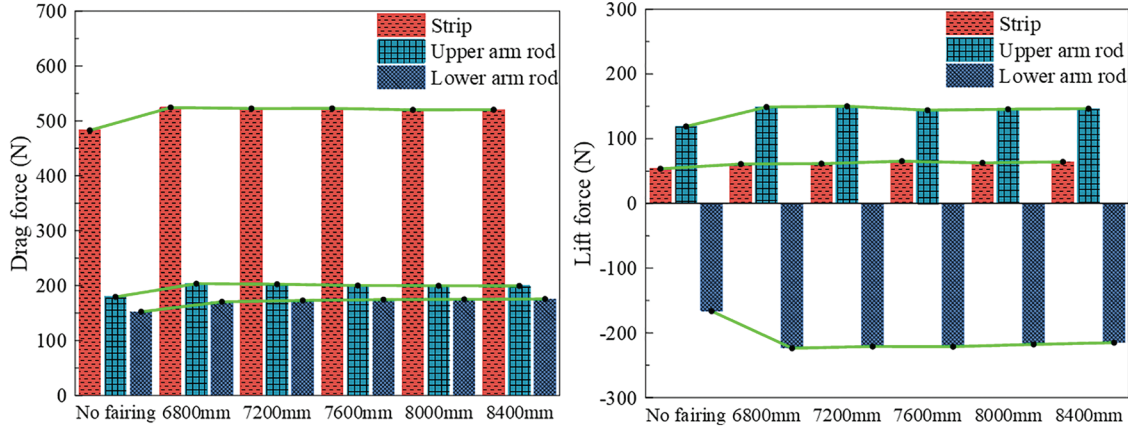 700
600
500
400
300
200
100
0
Drag force (N)
Strip
Upper arm rod
Lower arm rod
No fairing 6800mm 7200mm 7600mm 8000mm 8400mm
300
200
100
0
-100
-200
-300
Lift force (N)
Strip
Upper arm rod
Lower arm rod
No fairing 6800mm 7200mm 7600mm 8000mm 8400mm